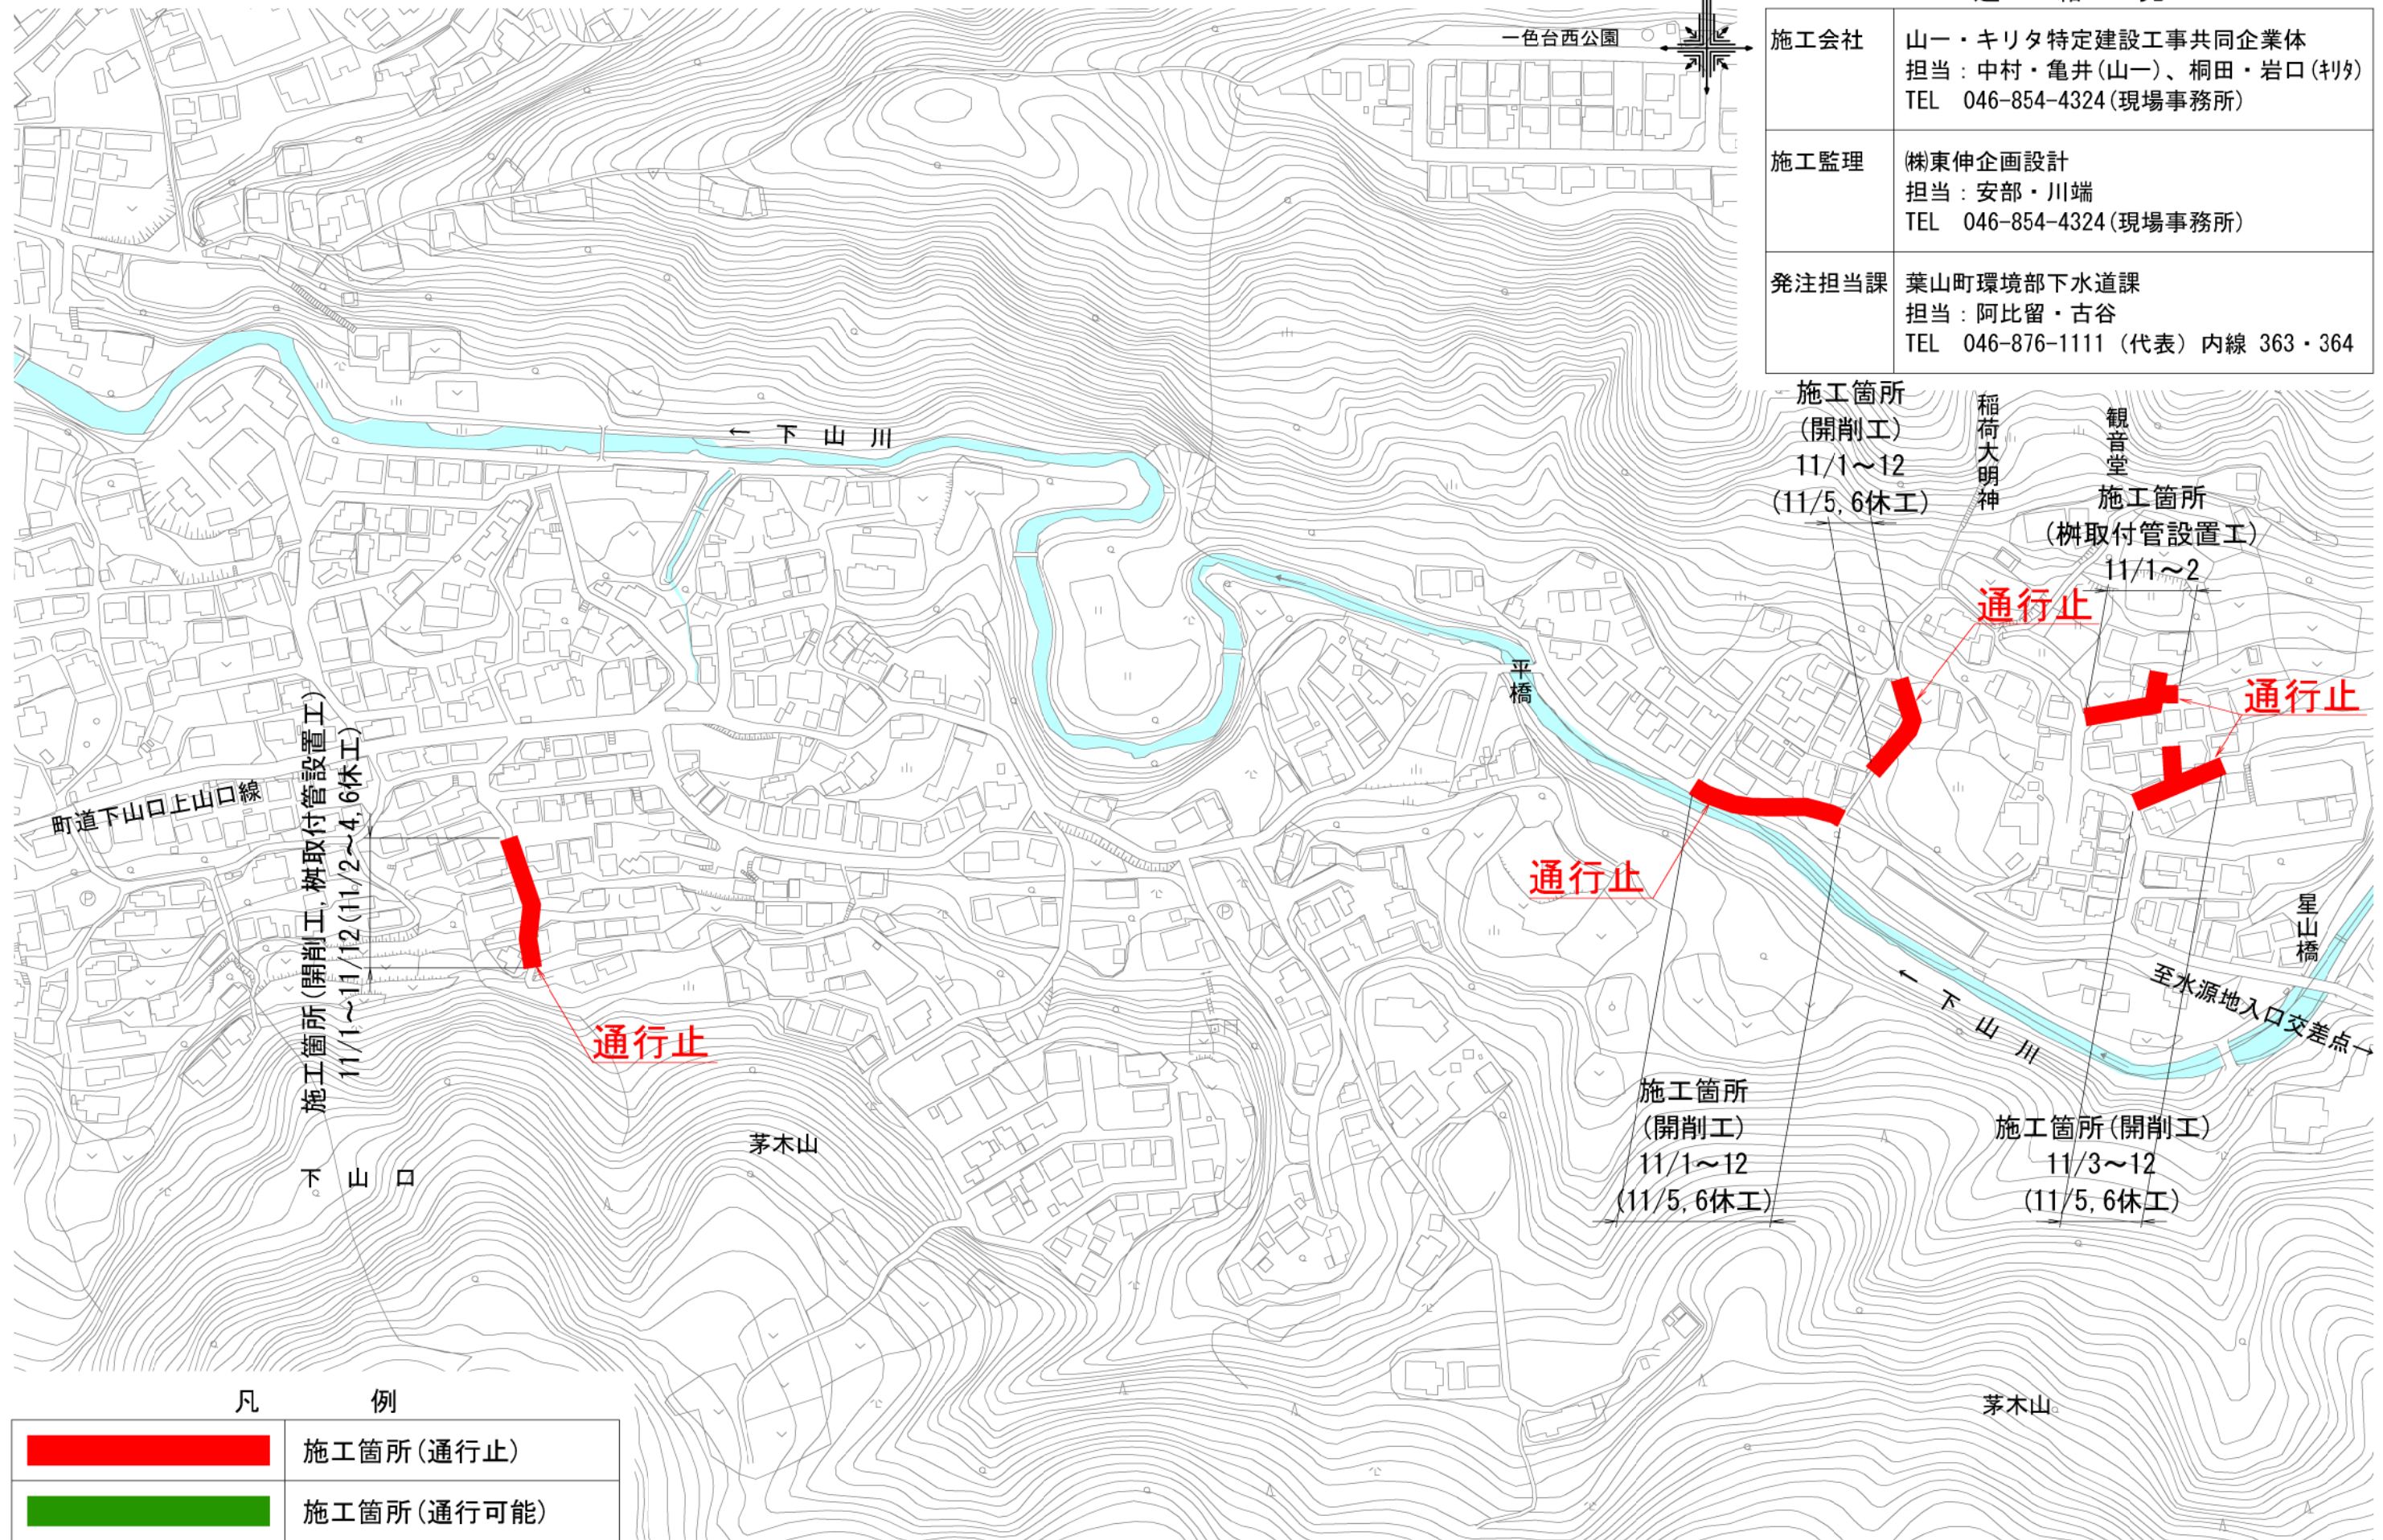 一色台西公園
施工会社
山一・キリタ特定建設工事共同企業体
担当：中村・亀井(山一)、桐田・岩口(ｷﾘﾀ)
TEL　046-854-4324(現場事務所)
施工監理
㈱東伸企画設計
担当：安部・川端
TEL　046-854-4324(現場事務所)
発注担当課
葉山町環境部下水道課
担当：阿比留・古谷
TEL　046-876-1111（代表）内線 363・364
施工箇所
(開削工)
11/1～12
(11/5,6休工)
稲荷大明神
観音堂
施工箇所
(桝取付管設置工)
11/1～2
← 下 山 川
通行止
通行止
平橋
町道下山口上山口線
施工箇所(開削工,桝取付管設置工)
11/1～11/12(11/2～4,6休工)
通行止
通行止
星山橋
至水源地入口交差点→
← 下 山 川
施工箇所
(開削工)
11/1～12
(11/5,6休工)
施工箇所(開削工)
11/3～12
(11/5,6休工)
茅木山
下 山 口
茅木山
凡 例
施工箇所(通行止)
施工箇所(通行可能)